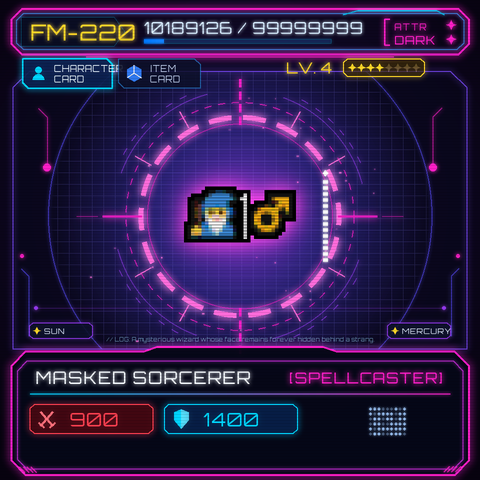 FM-220
10189126 / 99999999
ATTR
DARK
CHARACTER
CARD
ITEM
CARD
LV. 4
SUN
MERCURY
// LOG: A mysterious wizard whose face remains forever hidden behind a strang
MASKED SORCERER
[SPELLCASTER]
900
1400